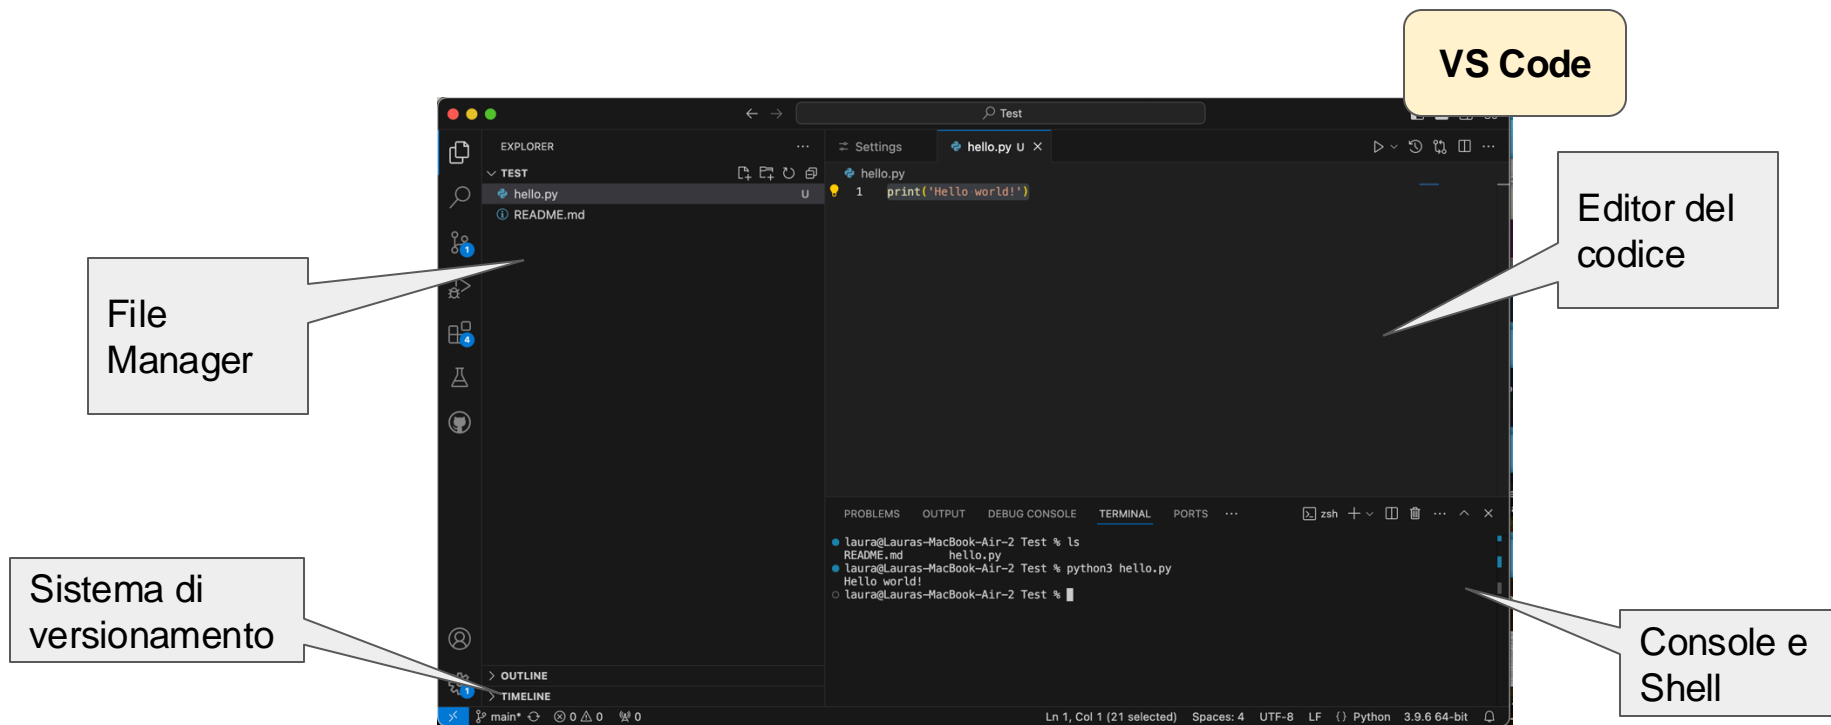 VS Code
Test
EXPLORER
Settings
hello.py U
TEST
hello.py
hello.py U
1 print('Hello world!')
README.md
Editor del
codice
1
File
Manager
4
PROBLEMS OUTPUT DEBUG CONSOLE TERMINAL PORTS
zsh
laura@Lauras-MacBook-Air-2 Test % ls
README.md hello.py
laura@Lauras-MacBook-Air-2 Test % python3 hello.py
Hello world!
laura@Lauras-MacBook-Air-2 Test %
Sistema di
versionamento
Console e
Shell
OUTLINE
1
TIMELINE
main* 0 0 0
Ln 1, Col 1 (21 selected) Spaces: 4 UTF-8 LF {} Python 3.9.6 64-bit